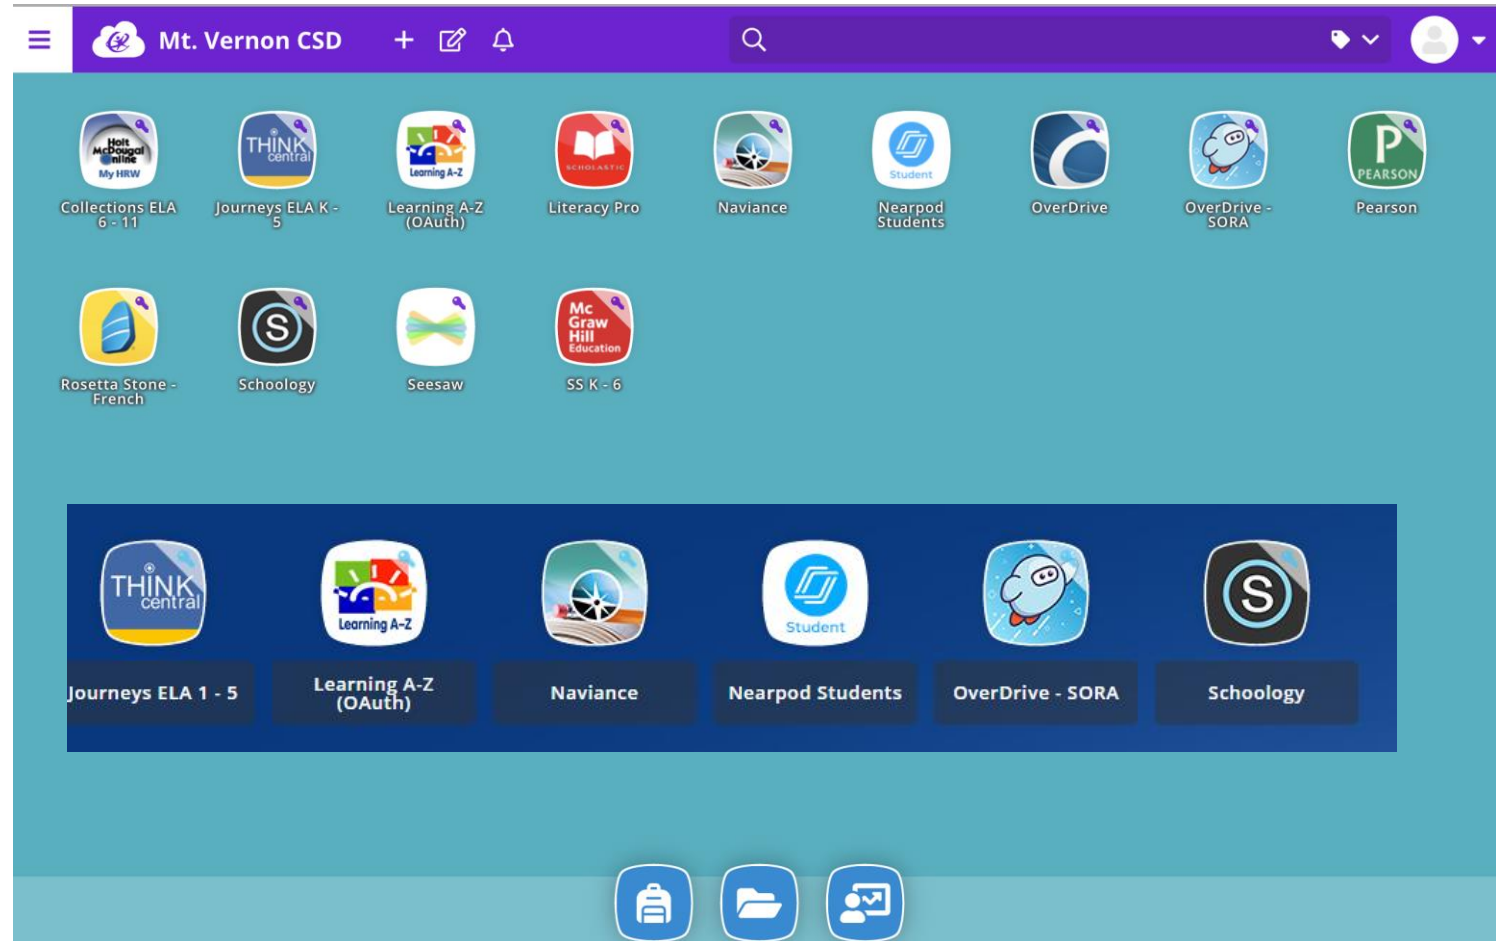 Mt. Vernon CSD
Holt
McDougal
Online
My HRW
THINK
central
Learning A-Z
SCHOLASTIC
Student
P
PEARSON
Collections ELA
6 - 11
Journeys ELA K -
5
Learning A-Z
(OAuth)
Literacy Pro
Naviance
Nearpod
Students
OverDrive
OverDrive -
SORA
Pearson
S
Mc
Graw
Hill
Education
Rosetta Stone -
French
Schoology
Seesaw
SS K - 6
THINK
central
Learning A-Z
Student
S
Journeys ELA 1 - 5
Learning A-Z
(OAuth)
Naviance
Nearpod Students
OverDrive - SORA
Schoology